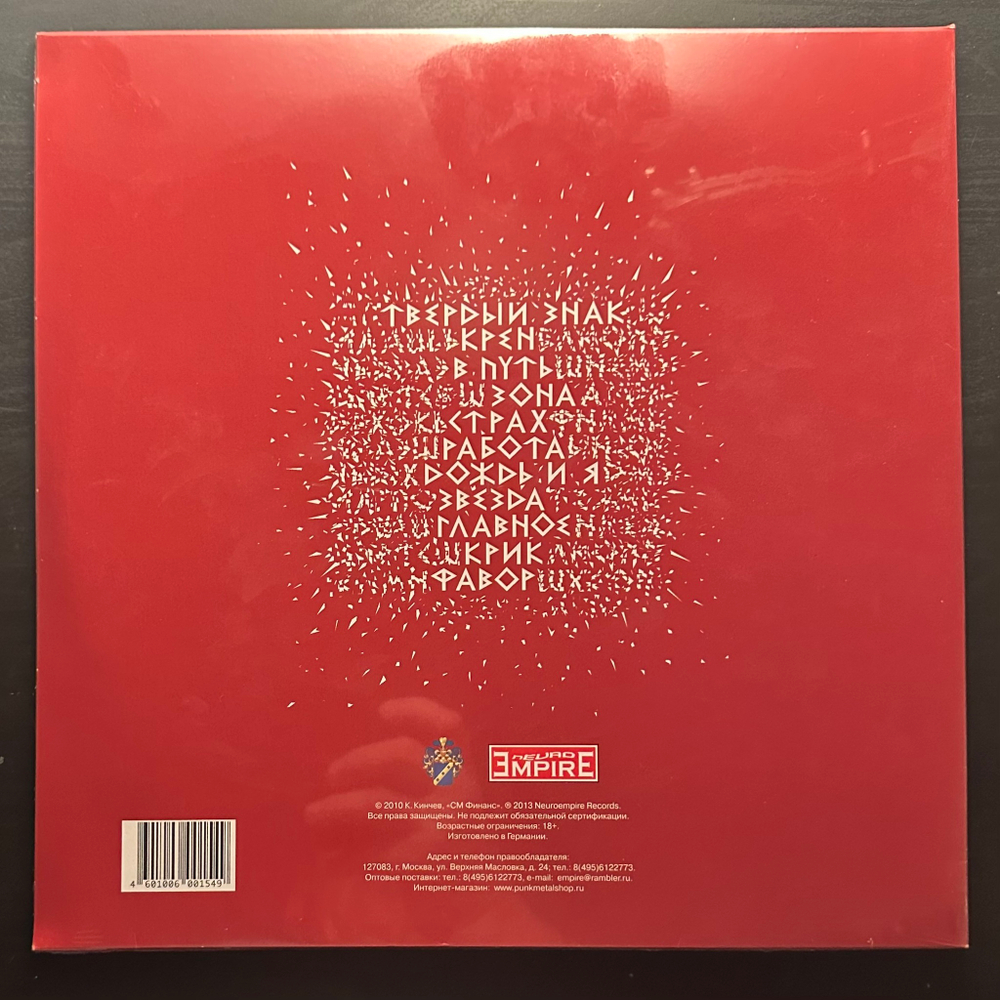 ТВЕРДЫЙ ЗНАК
КРЕН
В ПУТЬ
ЗОНА
СТРАХ
РАБОТА
ДОЖДЬ И Я
ЗВЕЗДА
ГЛАВНОЕ
КРИК
ФАВОР
NEURO
EMPIRE
© 2010 К. Кинчев, «СМ Финанс». ℗ 2013 Neuroempire Records.
Все права защищены. Не подлежит обязательной сертификации.
Возрастные ограничения: 18+.
Изготовлено в Германии.
Адрес и телефон правообладателя:
127083, г. Москва, ул. Верхняя Масловка, д. 24; тел.: 8(495)6122773.
Оптовые поставки: тел.: 8(495)6122773, e-mail: empire@rambler.ru.
Интернет-магазин: www.punkmetalshop.ru
4 601006 001549